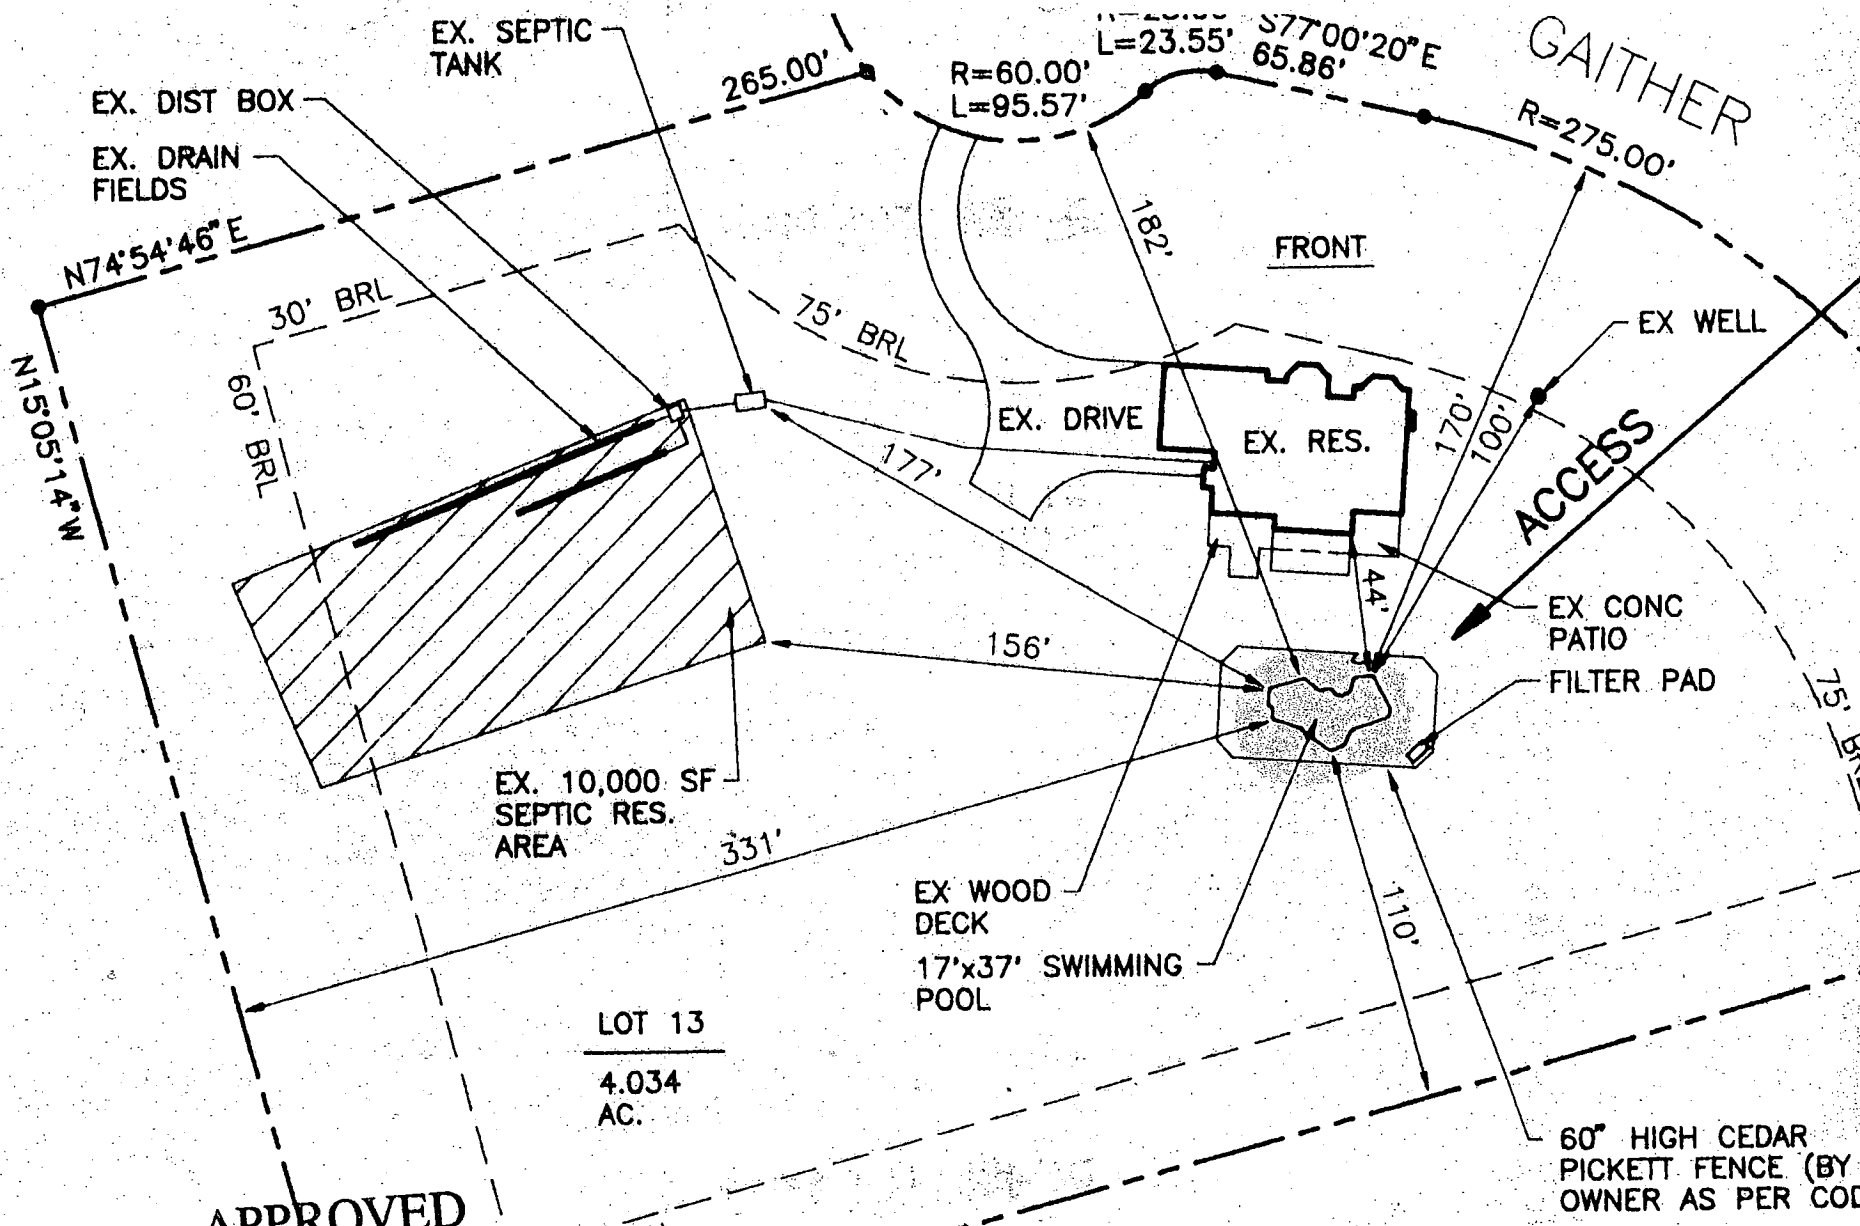 EX. SEPTIC
TANK
265.00'
R=60.00'
L=95.57'
L=23.55'
S77°00'20"E
65.86'
GAITHER
R=275.00'
EX. DIST BOX
EX. DRAIN
FIELDS
N74°54'46"E
30' BRL
75' BRL
182'
FRONT
EX WELL
N15°05'14"W
60' BRL
EX. DRIVE
EX. RES.
177'
170'
100'
ACCESS
44'
EX CONC
PATIO
FILTER PAD
156'
75' BRL
EX. 10,000 SF
SEPTIC RES.
AREA
331'
EX WOOD
DECK
17'x37' SWIMMING
POOL
110'
LOT 13
4.034
AC.
60" HIGH CEDAR
PICKETT FENCE (BY
OWNER AS PER COD
APPROVED